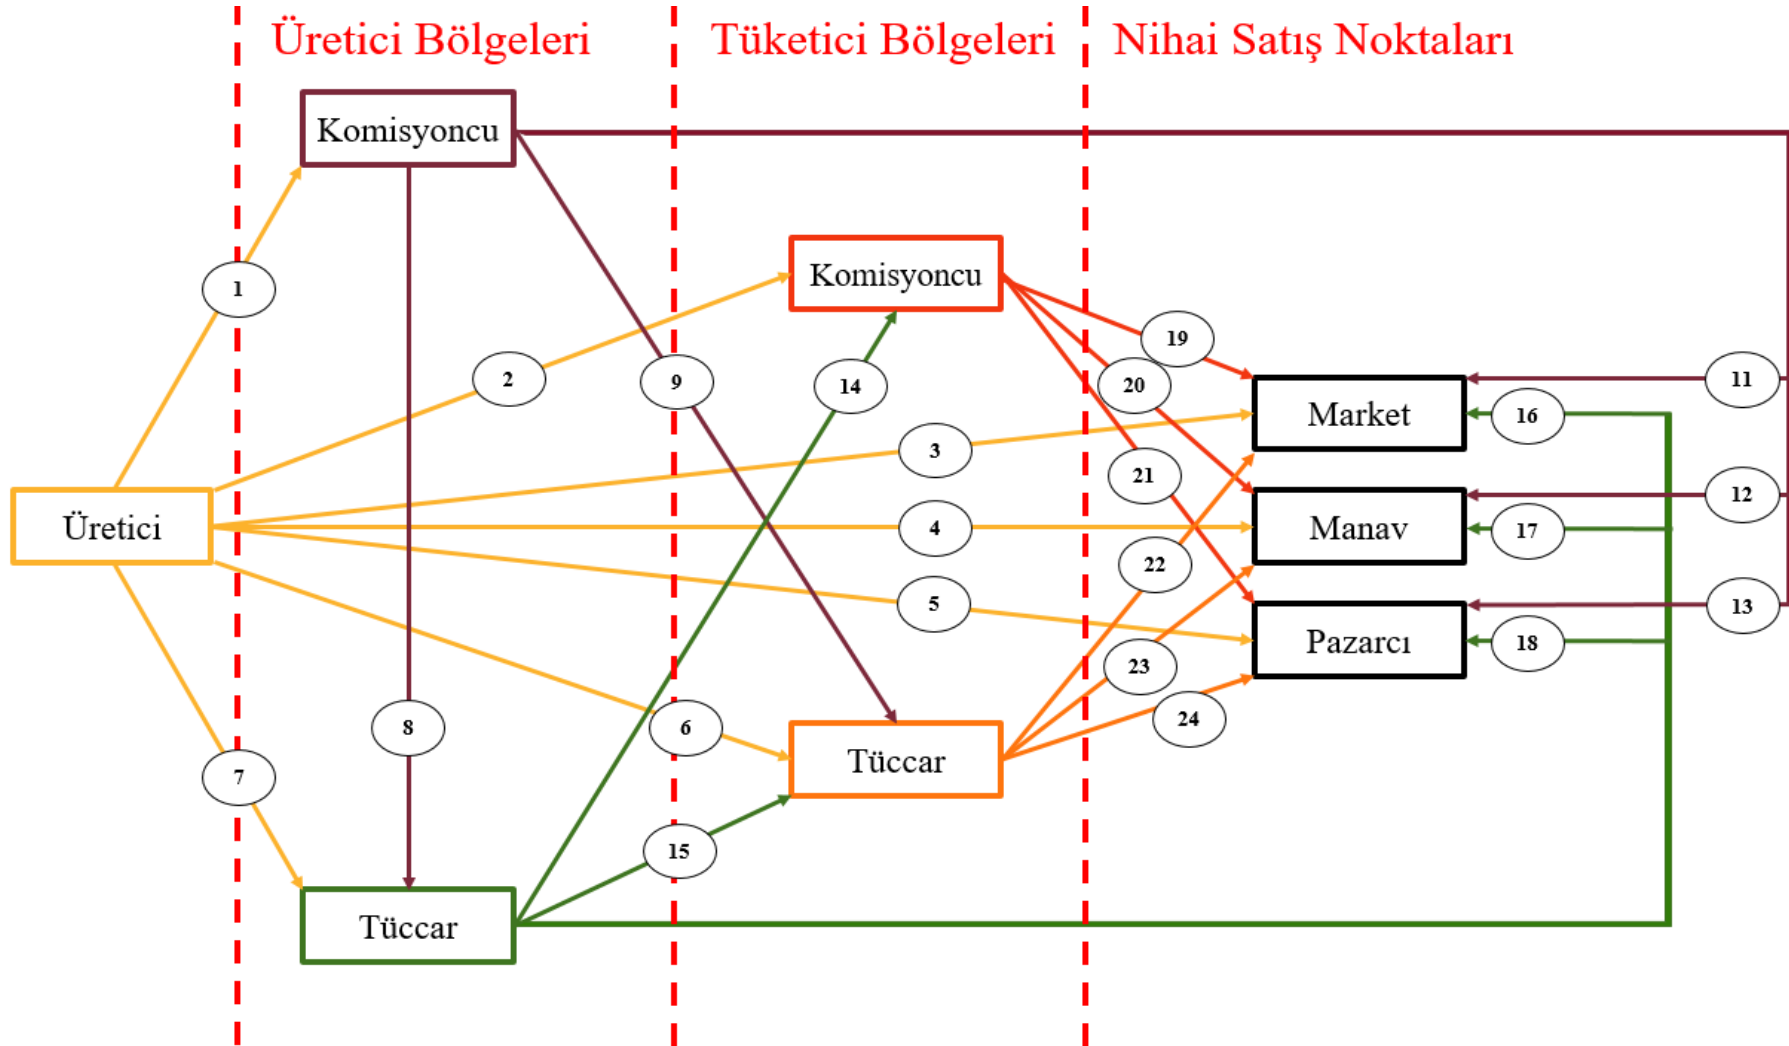 Üretici Bölgeleri
Tüketici Bölgeleri
Nihai Satış Noktaları
Komisyoncu
Komisyoncu
1
2
9
14
19
20
11
16
Market
3
21
12
Üretici
4
Manav
17
22
5
13
Pazarcı
18
23
6
8
24
7
Tüccar
15
Tüccar